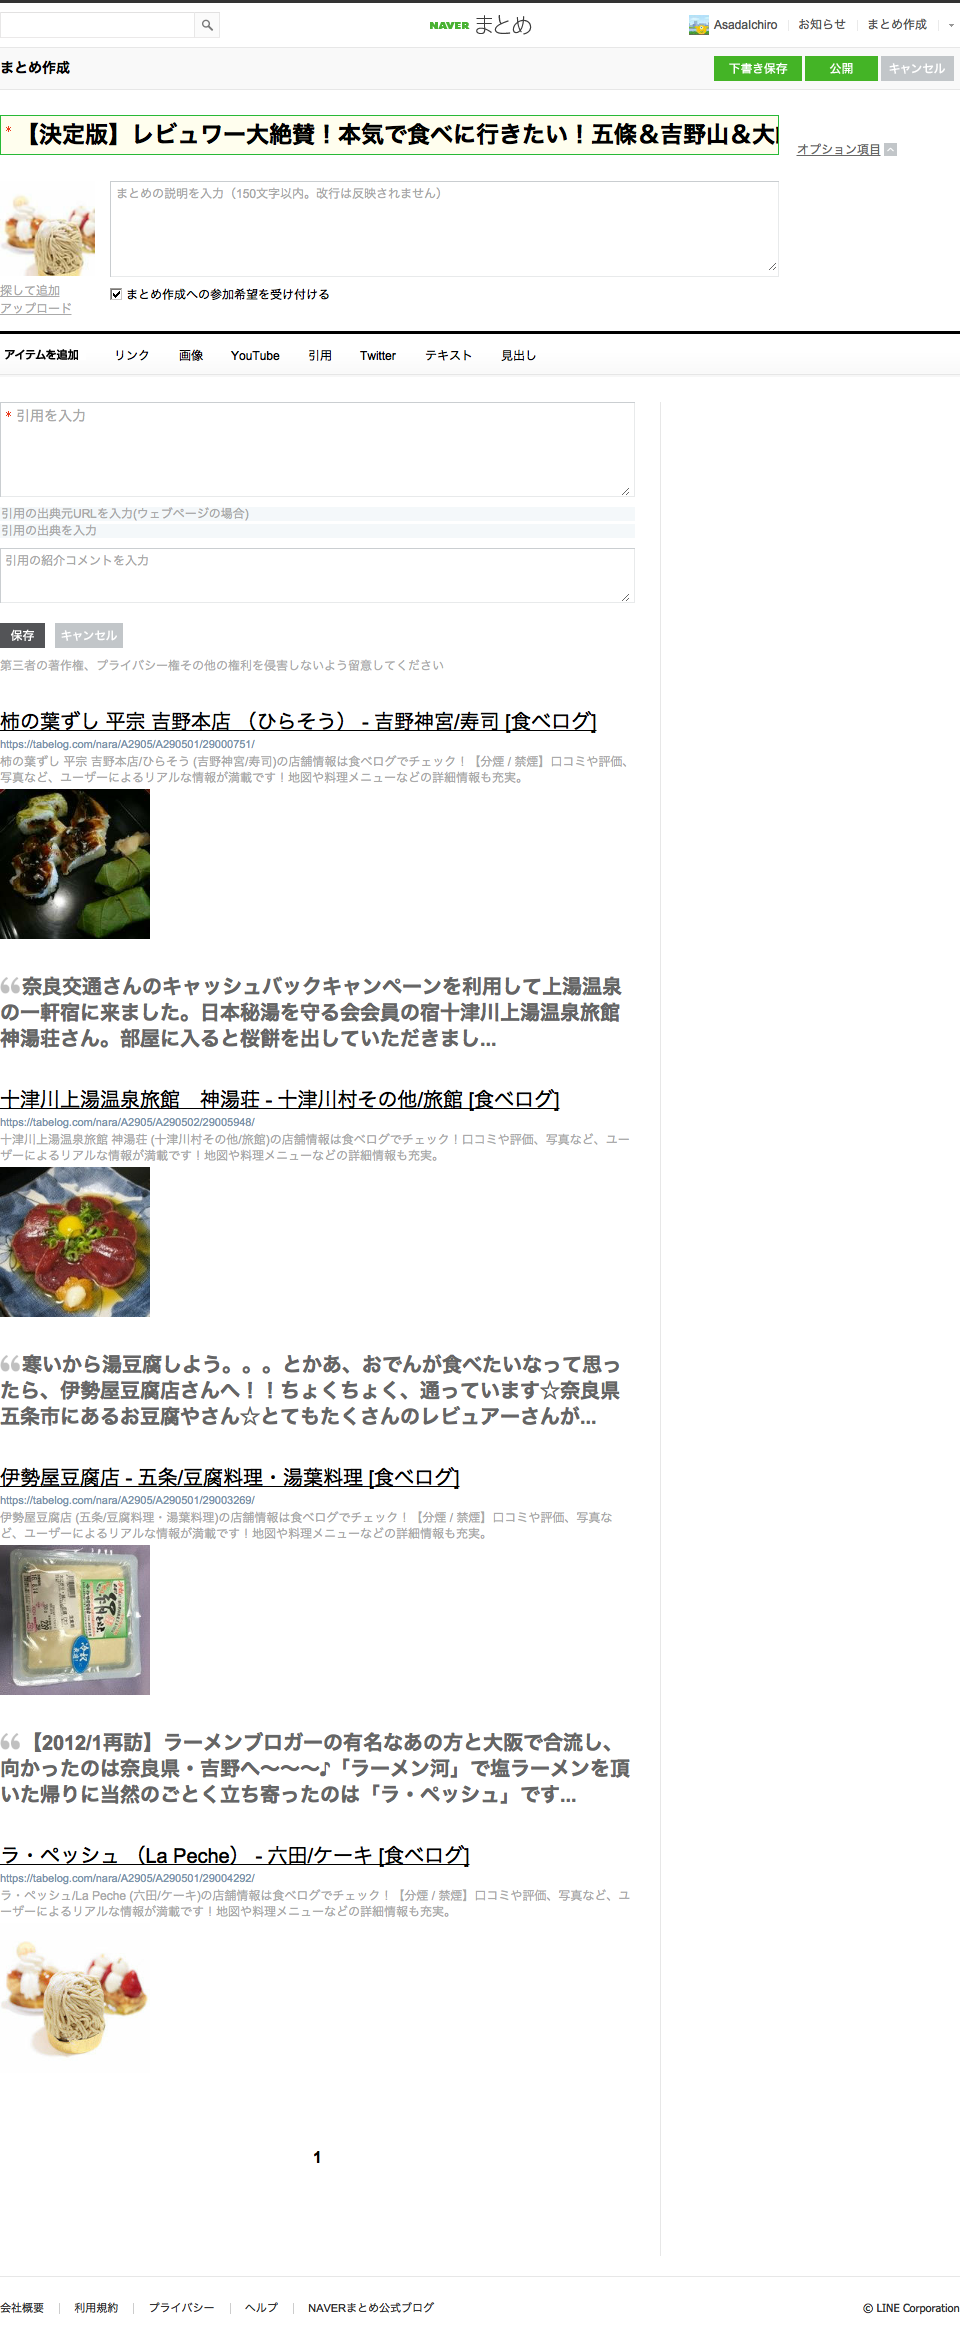 NAVER まとめ
AsadaIchiro お知らせ まとめ作成
まとめ作成
下書き保存 公開 キャンセル
* 【決定版】レビュワー大絶賛！本気で食べに行きたい！五條＆吉野山＆大
オプション項目
まとめの説明を入力（150文字以内。改行は反映されません）
探して追加
アップロード
まとめ作成への参加希望を受け付ける
アイテムを追加 リンク 画像 YouTube 引用 Twitter テキスト 見出し
* 引用を入力
引用の出典元URLを入力(ウェブページの場合)
引用の出典を入力
引用の紹介コメントを入力
保存 キャンセル
第三者の著作権、プライバシー権その他の権利を侵害しないよう留意してください
柿の葉ずし 平宗 吉野本店 （ひらそう） - 吉野神宮/寿司 [食べログ]
https://tabelog.com/nara/A2905/A290501/29000751/
柿の葉ずし 平宗 吉野本店/ひらそう (吉野神宮/寿司)の店舗情報は食べログでチェック！【分煙 / 禁煙】口コミや評価、
写真など、ユーザーによるリアルな情報が満載です！地図や料理メニューなどの詳細情報も充実。
奈良交通さんのキャッシュバックキャンペーンを利用して上湯温泉
の一軒宿に来ました。日本秘湯を守る会会員の宿十津川上湯温泉旅館
神湯荘さん。部屋に入ると桜餅を出していただきまし...
十津川上湯温泉旅館　神湯荘 - 十津川村その他/旅館 [食べログ]
https://tabelog.com/nara/A2905/A290502/29005948/
十津川上湯温泉旅館 神湯荘 (十津川村その他/旅館)の店舗情報は食べログでチェック！口コミや評価、写真など、ユー
ザーによるリアルな情報が満載です！地図や料理メニューなどの詳細情報も充実。
寒いから湯豆腐しよう。。。とかあ、おでんが食べたいなって思っ
たら、伊勢屋豆腐店さんへ！！ちょくちょく、通っています☆奈良県
五条市にあるお豆腐やさん☆とてもたくさんのレビュアーさんが...
伊勢屋豆腐店 - 五条/豆腐料理・湯葉料理 [食べログ]
https://tabelog.com/nara/A2905/A290501/29003269/
伊勢屋豆腐店 (五条/豆腐料理・湯葉料理)の店舗情報は食べログでチェック！【分煙 / 禁煙】口コミや評価、写真な
ど、ユーザーによるリアルな情報が満載です！地図や料理メニューなどの詳細情報も充実。
【2012/1再訪】ラーメンブロガーの有名なあの方と大阪で合流し、
向かったのは奈良県・吉野へ〜〜〜♪「ラーメン河」で塩ラーメンを頂
いた帰りに当然のごとく立ち寄ったのは「ラ・ペッシュ」です...
ラ・ペッシュ （La Peche） - 六田/ケーキ [食べログ]
https://tabelog.com/nara/A2905/A290501/29004292/
ラ・ペッシュ/La Peche (六田/ケーキ)の店舗情報は食べログでチェック！【分煙 / 禁煙】口コミや評価、写真など、ユ
ーザーによるリアルな情報が満載です！地図や料理メニューなどの詳細情報も充実。
1
会社概要 利用規約 プライバシー ヘルプ NAVERまとめ公式ブログ
© LINE Corporation